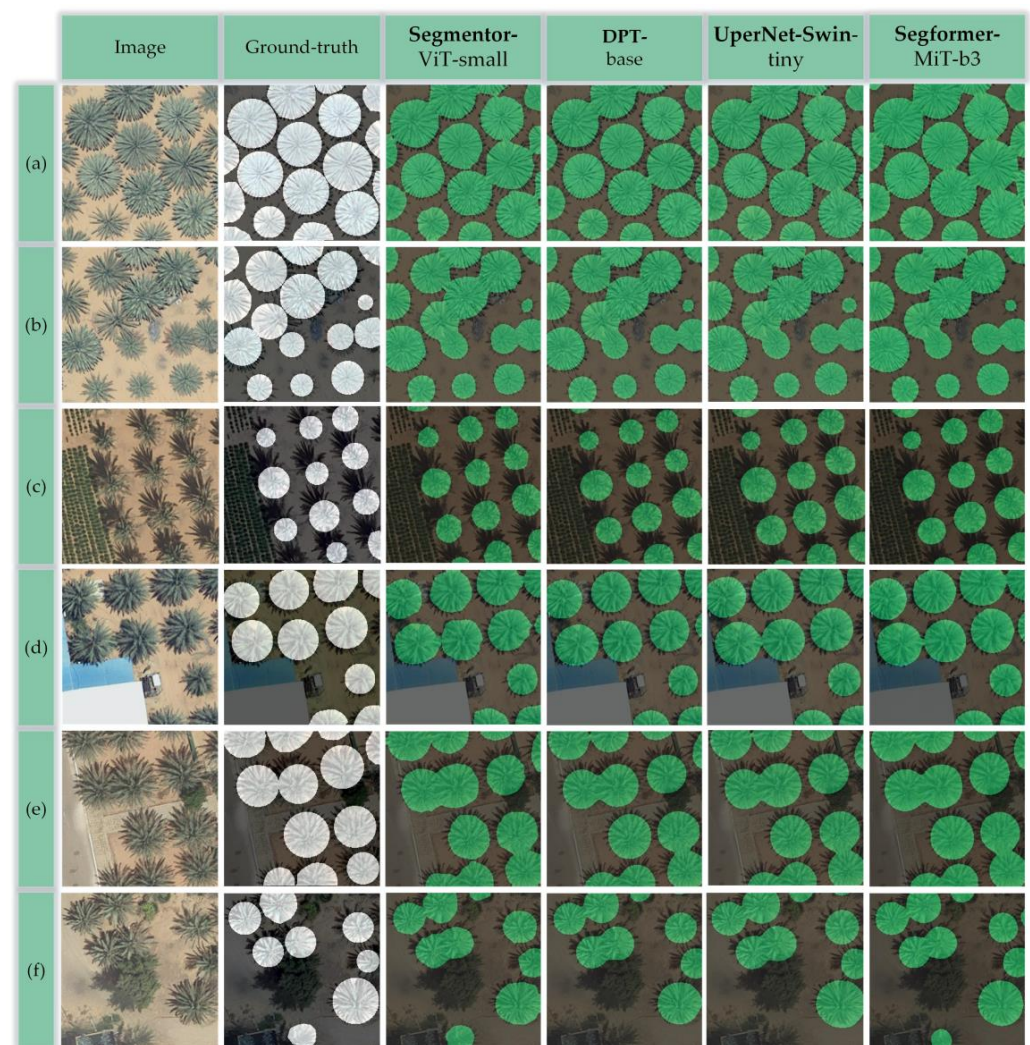 Image
Ground-truth
Segmentor-
ViT-small
DPT-
base
UperNet-Swin-
tiny
Segformer-
MiT-b3
(a)
(b)
(c)
(d)
(e)
(f)